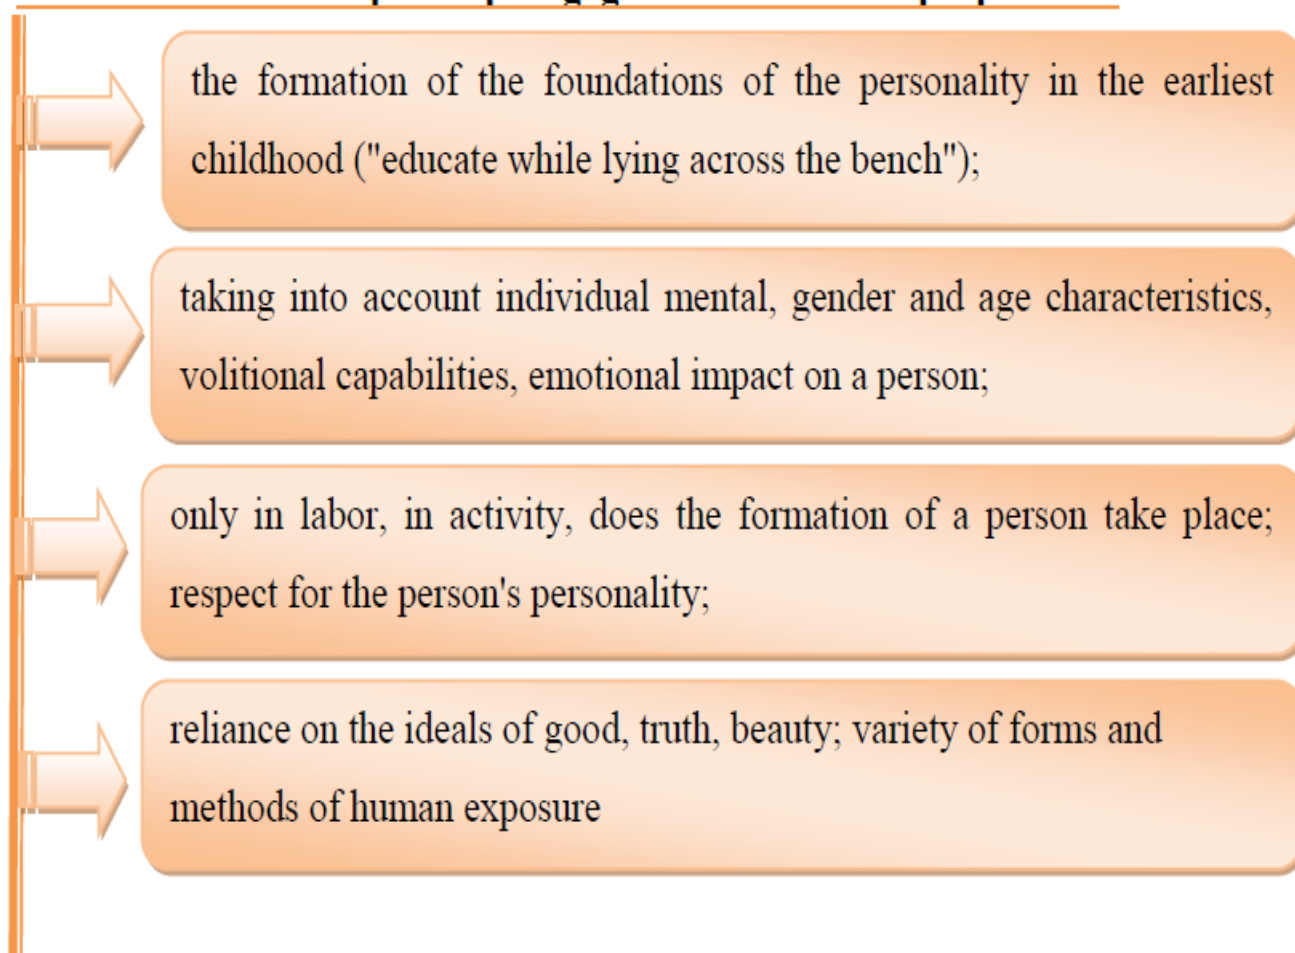 the formation of the foundations of the personality in the earliest
childhood ("educate while lying across the bench");
taking into account individual mental, gender and age characteristics,
volitional capabilities, emotional impact on a person;
only in labor, in activity, does the formation of a person take place;
respect for the person's personality;
reliance on the ideals of good, truth, beauty; variety of forms and
methods of human exposure